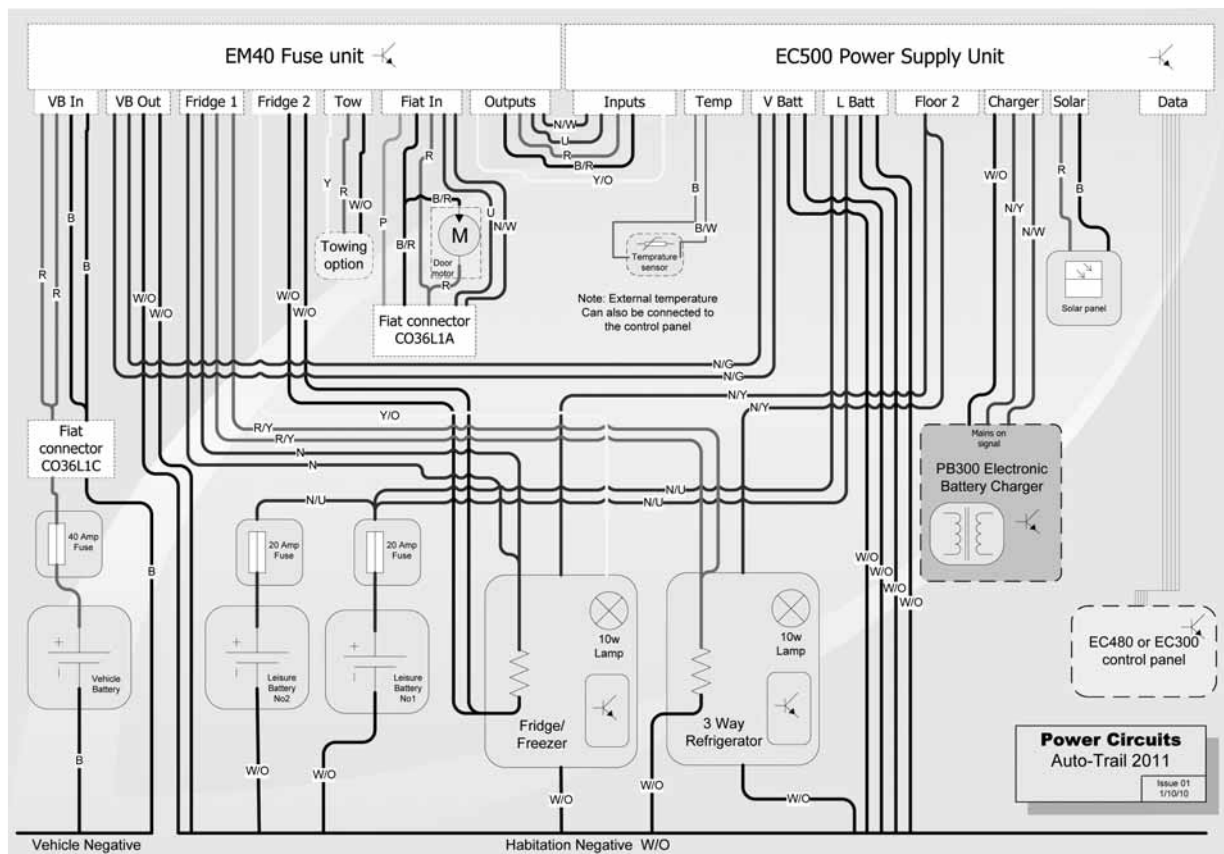 EM40 Fuse unit
EC500 Power Supply Unit
VB In VB Out Fridge 1 Fridge 2 Tow Fiat In Outputs Inputs Temp V Batt L Batt Floor 2 Charger Solar Data
N/W
U
R
B/R
Y/O
R
B
B
Y
R
W/O
P
R
B/R
B/R
U
N/W
B
B/W
W/O
N/Y
N/W
R
B
Towing
option
M
Door
motor
R
Temprature
sensor
Solar panel
R
R
B
W/O
W/O
W/O
W/O
Fiat connector
CO36L1A
Note: External temperature
Can also be connected to
the control panel
N/G
N/G
N/Y
N/Y
Y/O
R/Y
R/Y
N
N
Fiat
connector
CO36L1C
Mains on
signal
PB300 Electronic
Battery Charger
N/U
N/U
N/U
40 Amp
Fuse
20 Amp
Fuse
20 Amp
Fuse
B
W/O
W/O
W/O
W/O
10w
Lamp
10w
Lamp
EC480 or EC300
control panel
Vehicle
Battery
Leisure
Battery
No2
Leisure
Battery
No1
Fridge/
Freezer
3 Way
Refrigerator
B
W/O
W/O
W/O
W/O
W/O
Power Circuits
Auto-Trail 2011
Issue 01
1/10/10
Vehicle Negative
Habitation Negative W/O